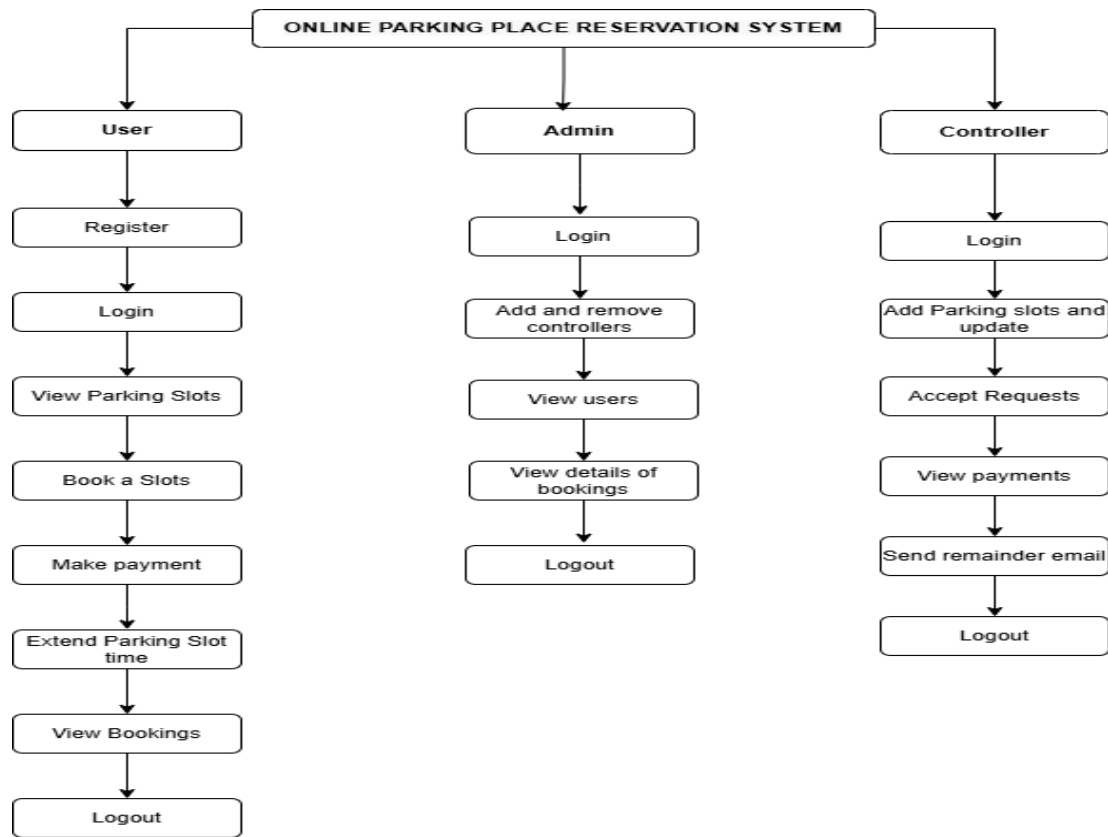 ONLINE PARKING PLACE RESERVATION SYSTEM
User
Register
Login
View Parking Slots
Book a Slots
Make payment
Extend Parking Slot
time
View Bookings
Logout
Admin
Login
Add and remove
controllers
View users
View details of
bookings
Logout
Controller
Login
Add Parking slots and
update
Accept Requests
View payments
Send remainder email
Logout